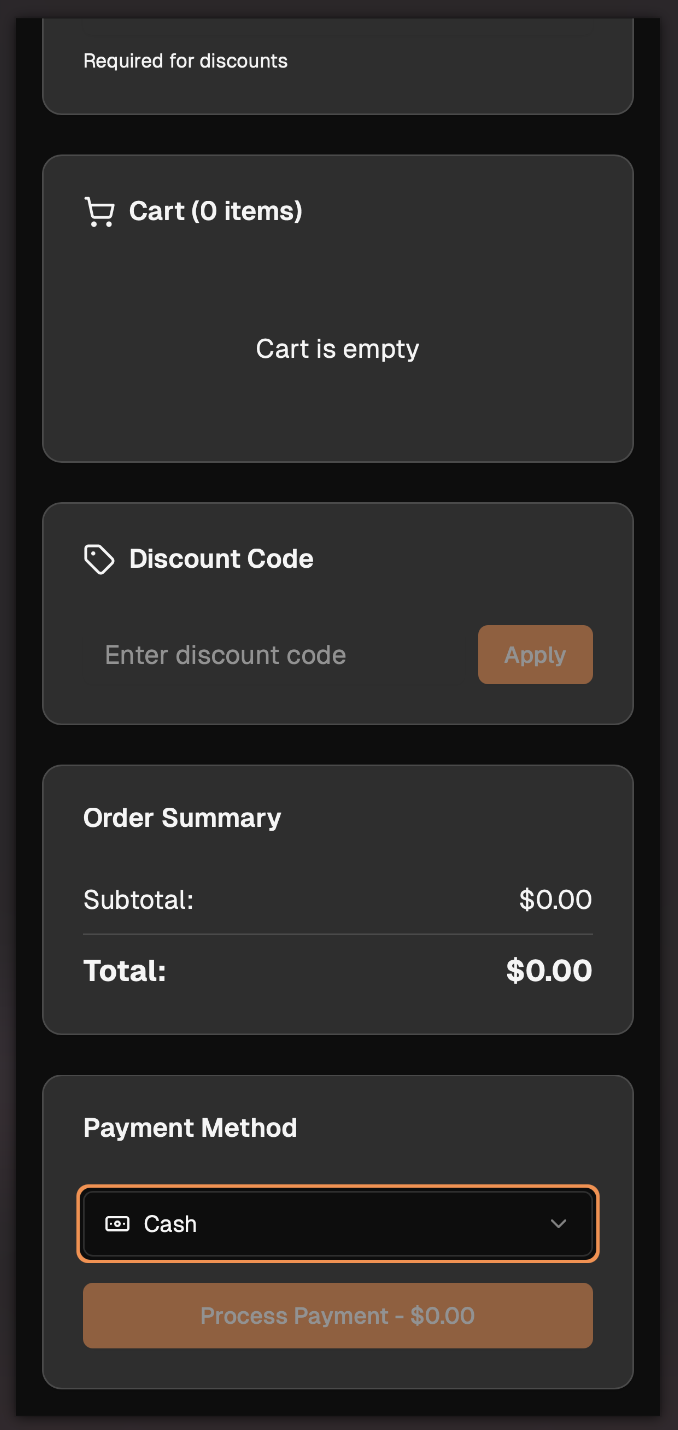 Required for discounts
Cart (0 items)
Cart is empty
Discount Code
Enter discount code
Apply
Order Summary
Subtotal:
$0.00
Total:
$0.00
Payment Method
Cash
Process Payment - $0.00